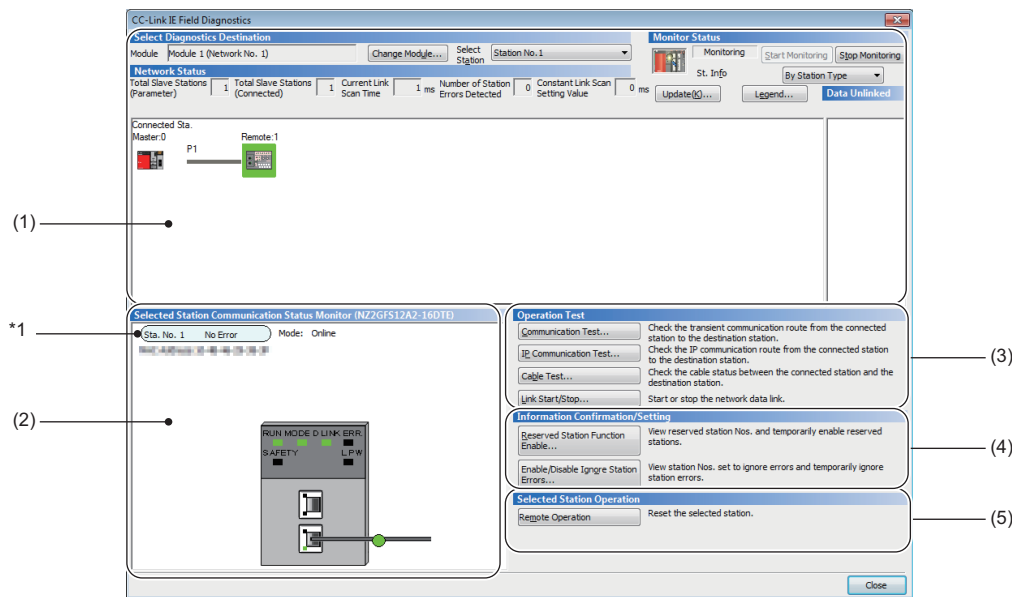 CC-Link IE Field Diagnostics
Select Diagnostics Destination
Monitor Status
Module Module 1 (Network No. 1) Change Module... Select Station Station No.1
Monitoring Start Monitoring Stop Monitoring
St. Info By Station Type
Update(K)... Legend... Data Unlinked
Network Status
Total Slave Stations (Parameter) 1 Total Slave Stations (Connected) 1 Current Link Scan Time 1 ms Number of Station Errors Detected 0 Constant Link Scan Setting Value 0 ms
Connected Sta.
Master:0 Remote:1
P1
(1)
Selected Station Communication Status Monitor (NZ2GFS12A2-16DTE)
*1
Sta. No. 1 No Error Mode: Online
(2)
RUN MODE D LINK ERR.
SAFETY L PW
Operation Test
Communication Test... Check the transient communication route from the connected station to the destination station.
IP Communication Test... Check the IP communication route from the connected station to the destination station.
Cable Test... Check the cable status between the connected station and the destination station.
Link Start/Stop... Start or stop the network data link.
(3)
Information Confirmation/Setting
Reserved Station Function Enable... View reserved station Nos. and temporarily enable reserved stations.
Enable/Disable Ignore Station Errors... View station Nos. set to ignore errors and temporarily ignore station errors.
(4)
Selected Station Operation
Remote Operation Reset the selected station.
(5)
Close